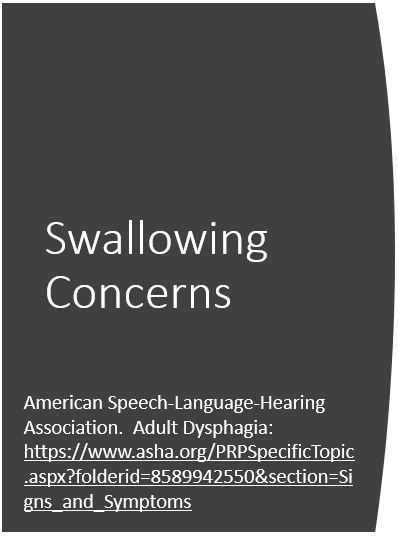 Swallowing
Concerns
American Speech-Language-Hearing
Association.  Adult Dysphagia:
https://www.asha.org/PRPSpecificTopic
.aspx?folderid=8589942550&section=Si
gns_and_Symptoms